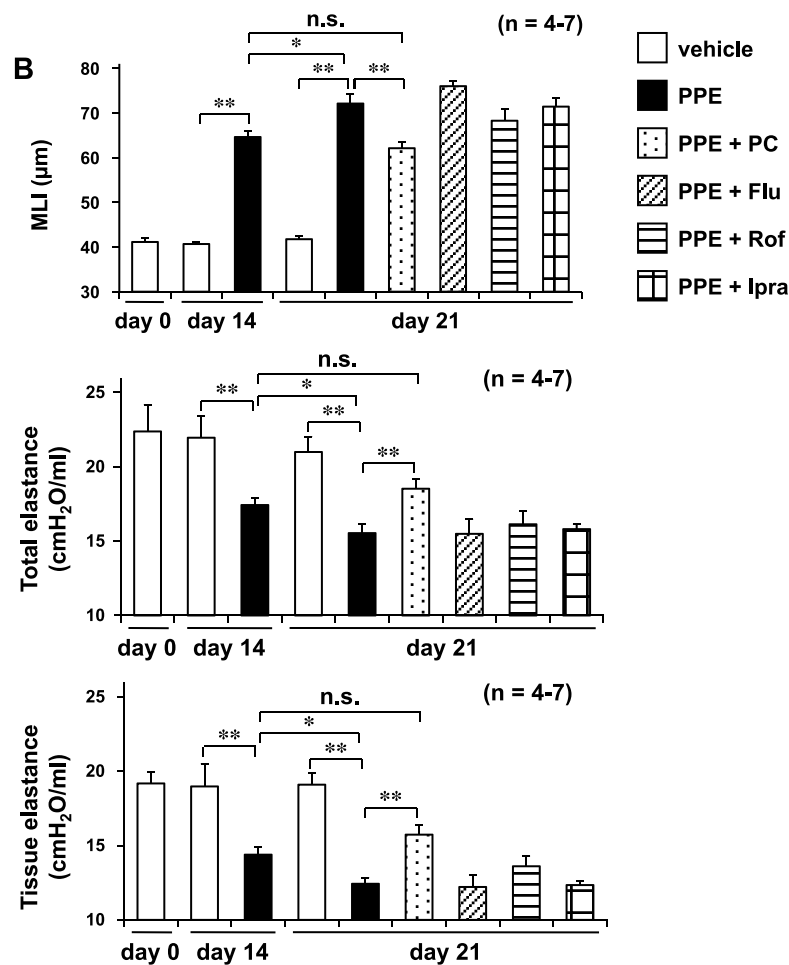 n.s.
(n = 4-7)
B
*
**
**
**
80
70
60
50
40
30
MLI (µm)
day 0
day 14
day 21
vehicle
PPE
PPE + PC
PPE + Flu
PPE + Rof
PPE + Ipra
n.s.
(n = 4-7)
**
*
**
**
25
20
15
10
Total elastance
(cmH₂O/ml)
day 0
day 14
day 21
n.s.
(n = 4-7)
**
*
**
**
25
20
15
10
Tissue elastance
(cmH₂O/ml)
day 0
day 14
day 21